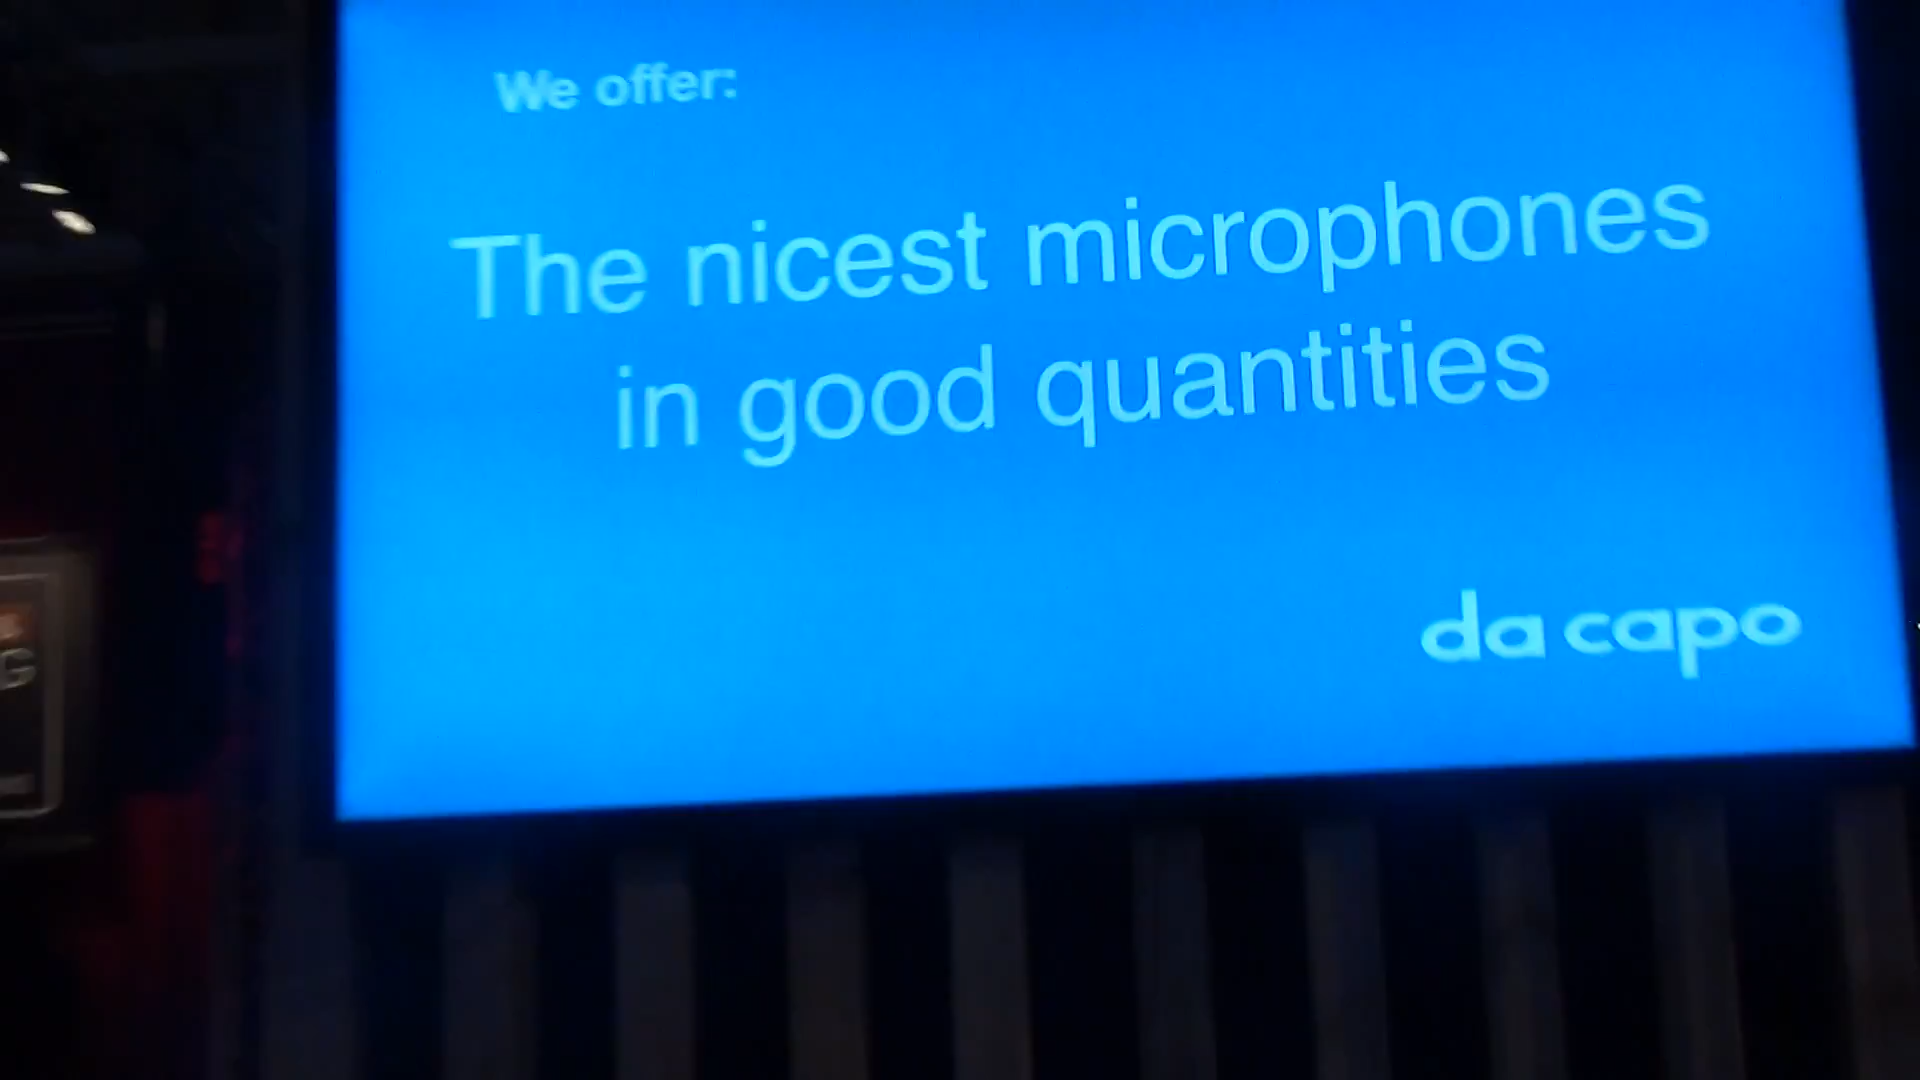 We offer:
The nicest microphones
in good quantities
da capo
G